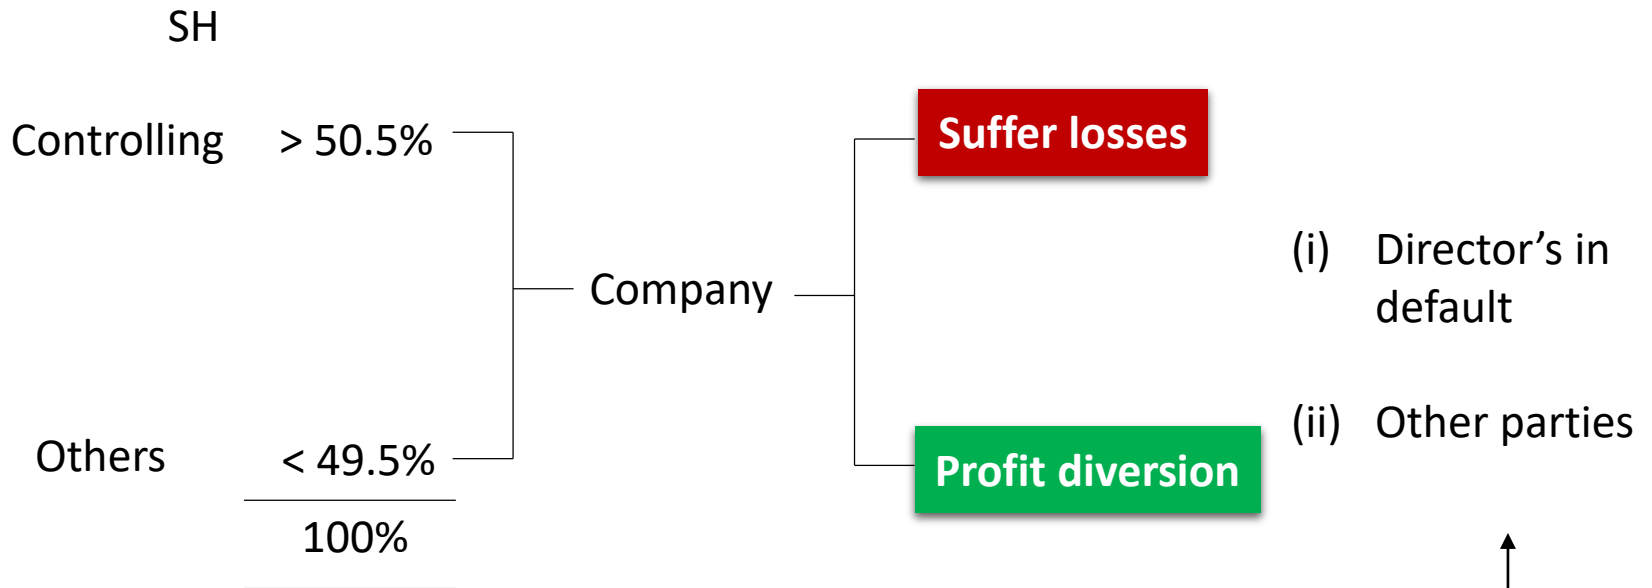 SH
Controlling > 50.5%
Others < 49.5%
100%
Company
Suffer losses
Profit diversion
(i) Director’s in
default
(ii) Other parties